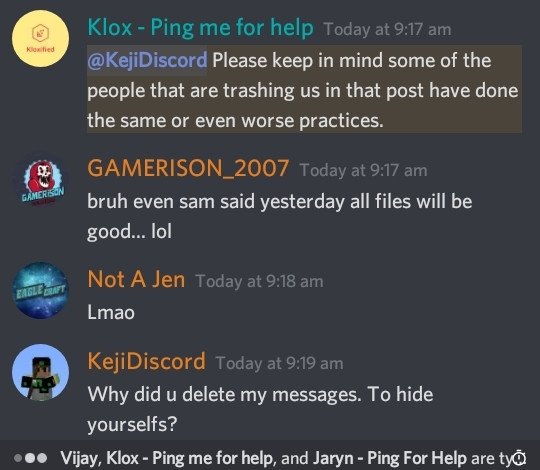 Klox - Ping me for help Today at 9:17 am
@KejiDiscord Please keep in mind some of the
people that are trashing us in that post have done
the same or even worse practices.
Kloxified
GAMERISON_2007 Today at 9:17 am
bruh even sam said yesterday all files will be
good... lol
GAMERISON
Not A Jen Today at 9:18 am
Lmao
EAGLE CRAFT
KejiDiscord Today at 9:19 am
Why did u delete my messages. To hide
yourselfs?
Vijay, Klox - Ping me for help, and Jaryn - Ping For Help are ty